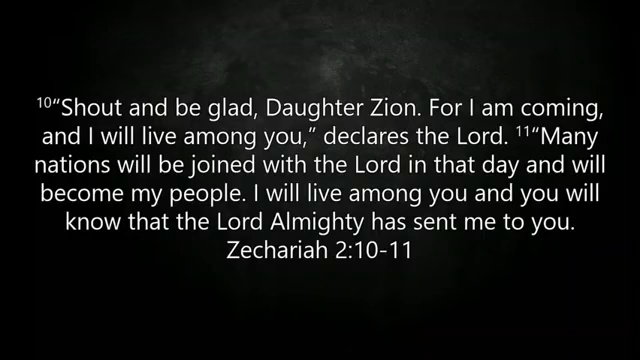 ¹⁰“Shout and be glad, Daughter Zion. For I am coming,
and I will live among you,” declares the Lord. ¹¹“Many
nations will be joined with the Lord in that day and will
become my people. I will live among you and you will
know that the Lord Almighty has sent me to you.
Zechariah 2:10-11